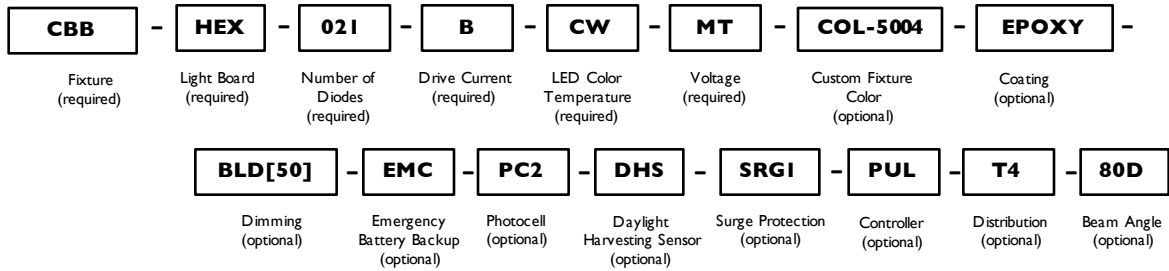 CBB – HEX – 021 – B – CW – MT – COL-5004 – EPOXY –
Fixture (required)
Light Board (required)
Number of Diodes (required)
Drive Current (required)
LED Color Temperature (required)
Voltage (required)
Custom Fixture Color (optional)
Coating (optional)
BLD[50] – EMC – PC2 – DHS – SRG1 – PUL – T4 – 80D
Dimming (optional)
Emergency Battery Backup (optional)
Photocell (optional)
Daylight Harvesting Sensor (optional)
Surge Protection (optional)
Controller (optional)
Distribution (optional)
Beam Angle (optional)